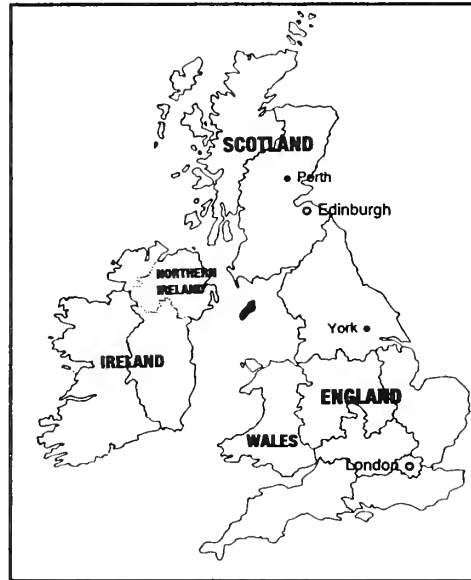 SCOTLAND
Perth
Edinburgh
NORTHERN
IRELAND
York
IRELAND
ENGLAND
WALES
London